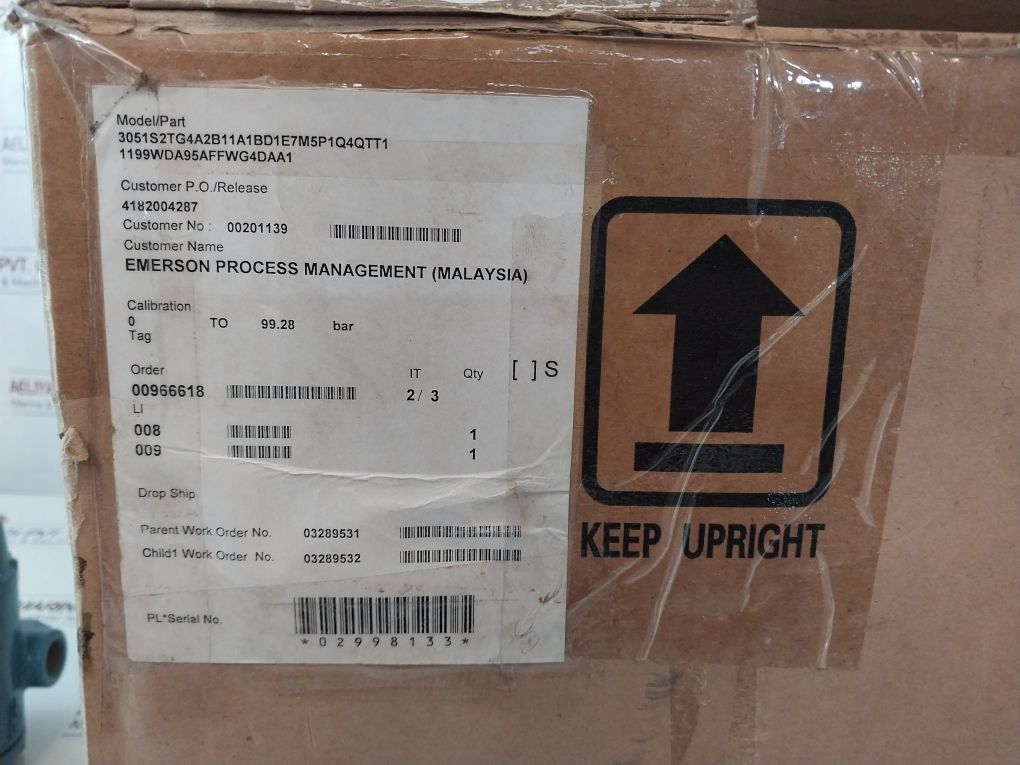 Model/Part
3051S2TG4A2B11A1BD1E7M5P1Q4QTT1
1199WDA95AFFWG4DAA1
Customer P.O./Release
4182004287
Customer No : 00201139
Customer Name
EMERSON PROCESS MANAGEMENT (MALAYSIA)
Calibration
0 TO 99.28 bar
Tag
Order IT Qty [ ] S
00966618 2/ 3
LI
008 1
009 1
Drop Ship
Parent Work Order No. 03289531
Child1 Work Order No. 03289532
PL*Serial No.
*02998133*
KEEP UPRIGHT